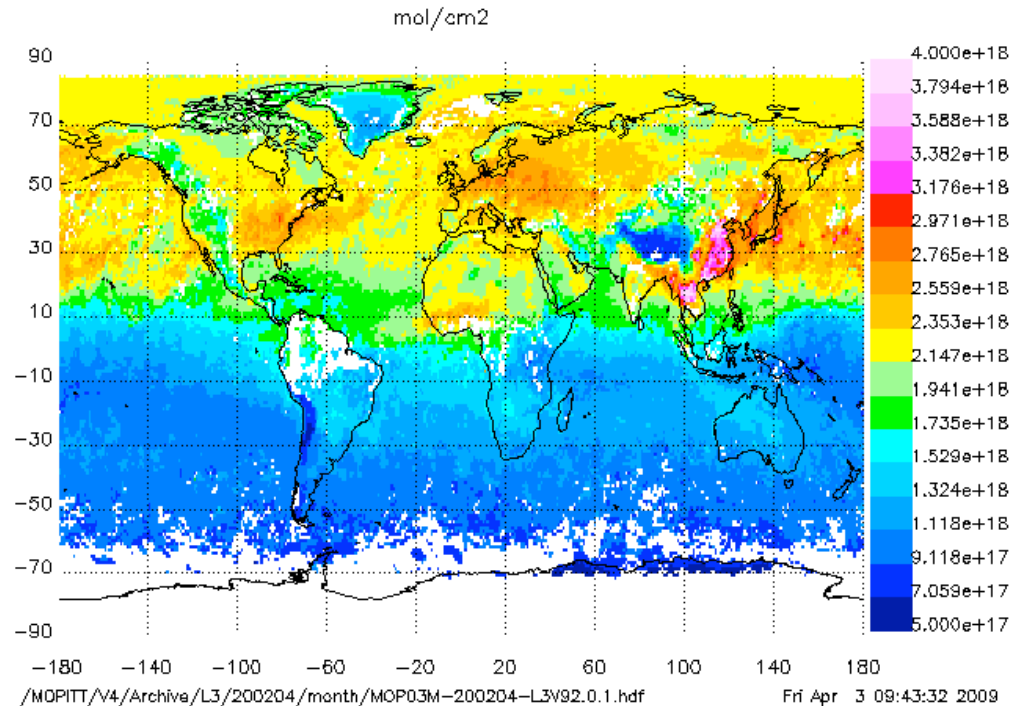 mol/cm2
90
70
50
30
10
−10
−30
−50
−70
−90
4.000e+18
3.794e+18
3.588e+18
3.382e+18
3.176e+18
2.971e+18
2.765e+18
2.559e+18
2.353e+18
2.147e+18
1.941e+18
1.735e+18
1.529e+18
1.324e+18
1.118e+18
9.118e+17
7.059e+17
5.000e+17
−180 −140 −100 −60 −20 20 60 100 140 180
/MOPITT/V4/Archive/L3/200204/month/MOP03M−200204−L3V92.0.1.hdf Fri Apr 3 09:43:32 2009